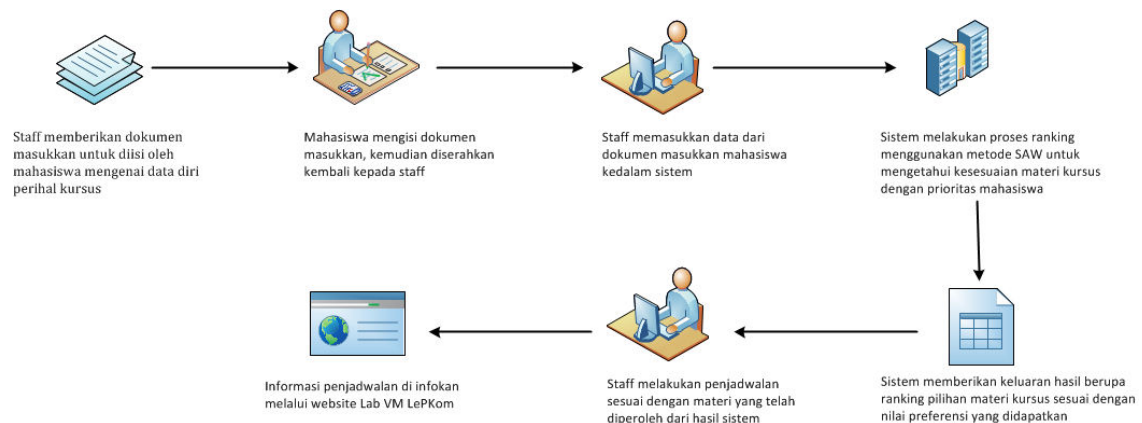 Staff memberikan dokumen
masukkan untuk diisi oleh
mahasiswa mengenai data diri
perihal kursus
Mahasiswa mengisi dokumen
masukkan, kemudian diserahkan
kembali kepada staff
Staff memasukkan data dari
dokumen masukkan mahasiswa
kedalam sistem
Sistem melakukan proses ranking
menggunakan metode SAW untuk
mengetahui kesesuaian materi kursus
dengan prioritas mahasiswa
Informasi penjadwalan di infokan
melalui website Lab VM LePKom
Staff melakukan penjadwalan
sesuai dengan materi yang telah
diperoleh dari hasil sistem
Sistem memberikan keluaran hasil berupa
ranking pilihan materi kursus sesuai dengan
nilai preferensi yang didapatkan